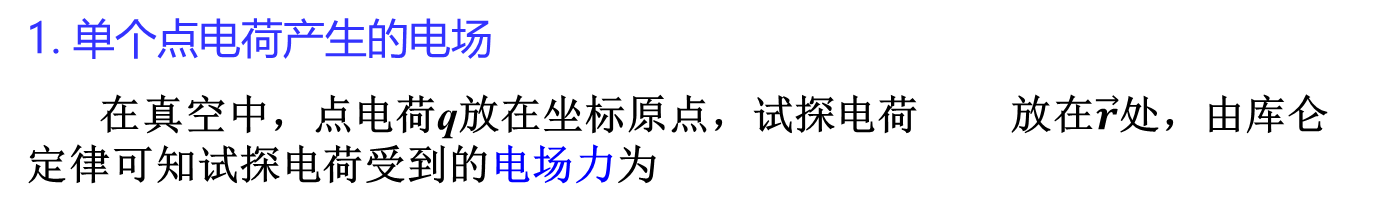 1. 单个点电荷产生的电场
在真空中，点电荷q放在坐标原点，试探电荷 放在r⃗处，由库仑
定律可知试探电荷受到的电场力为